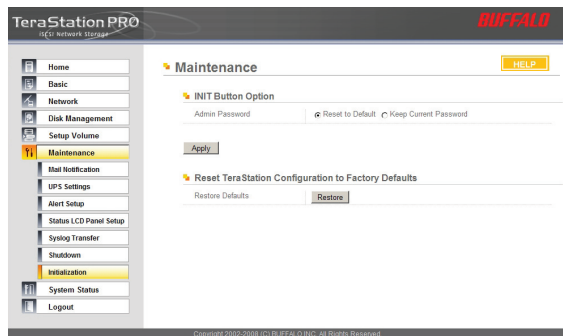 TeraStation PRO
iSCSI Network Storage
BUFFALO
Home
Basic
Network
Disk Management
Setup Volume
Maintenance
Mail Notification
UPS Settings
Alert Setup
Status LCD Panel Setup
Syslog Transfer
Shutdown
Initialization
System Status
Logout
Maintenance
HELP
INIT Button Option
Admin Password
Reset to Default
Keep Current Password
Apply
Reset TeraStation Configuration to Factory Defaults
Restore Defaults
Restore
Copyright 2002-2008 (C) BUFFALO INC. All Rights Reserved.